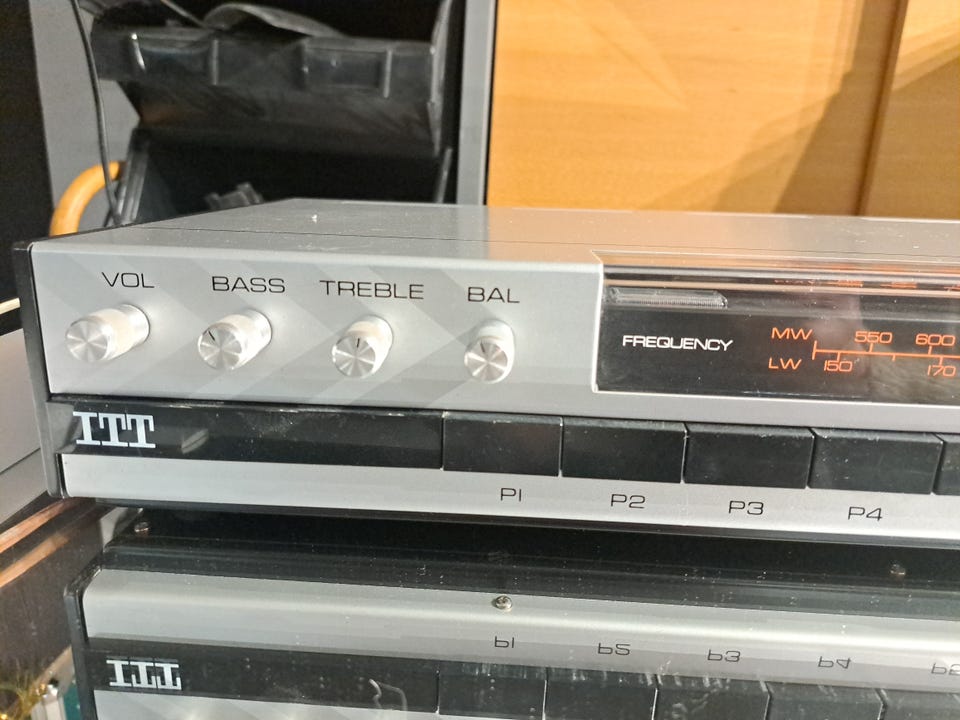 VOL BASS TREBLE BAL
FREQUENCY
MW 550 600
LW 150 170
ITT
P1 P2 P3 P4